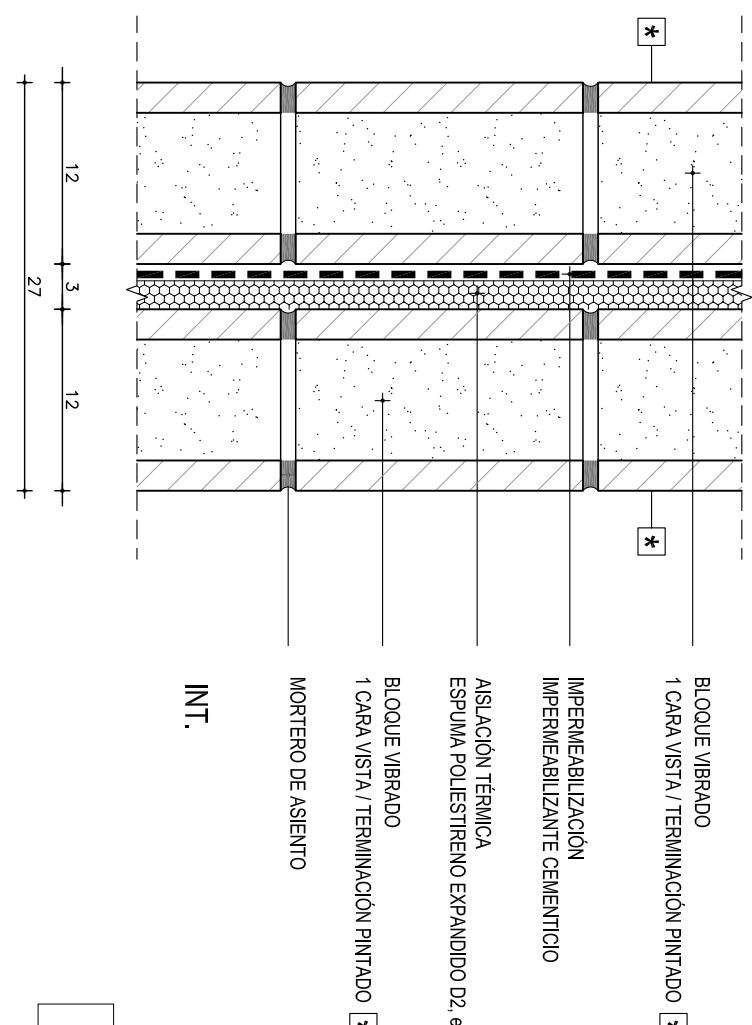 *
*
12
3
12
27
BLOQUE VIBRADO
1 CARA VISTA / TERMINACIÓN PINTADO *
IMPERMEABILIZACIÓN
IMPERMEABILIZANTE CEMENTICIO
AISLACIÓN TÉRMICA
ESPUMA POLIESTIRENO EXPANDIDO D2, e
BLOQUE VIBRADO
1 CARA VISTA / TERMINACIÓN PINTADO *
MORTERO DE ASIENTO
INT.